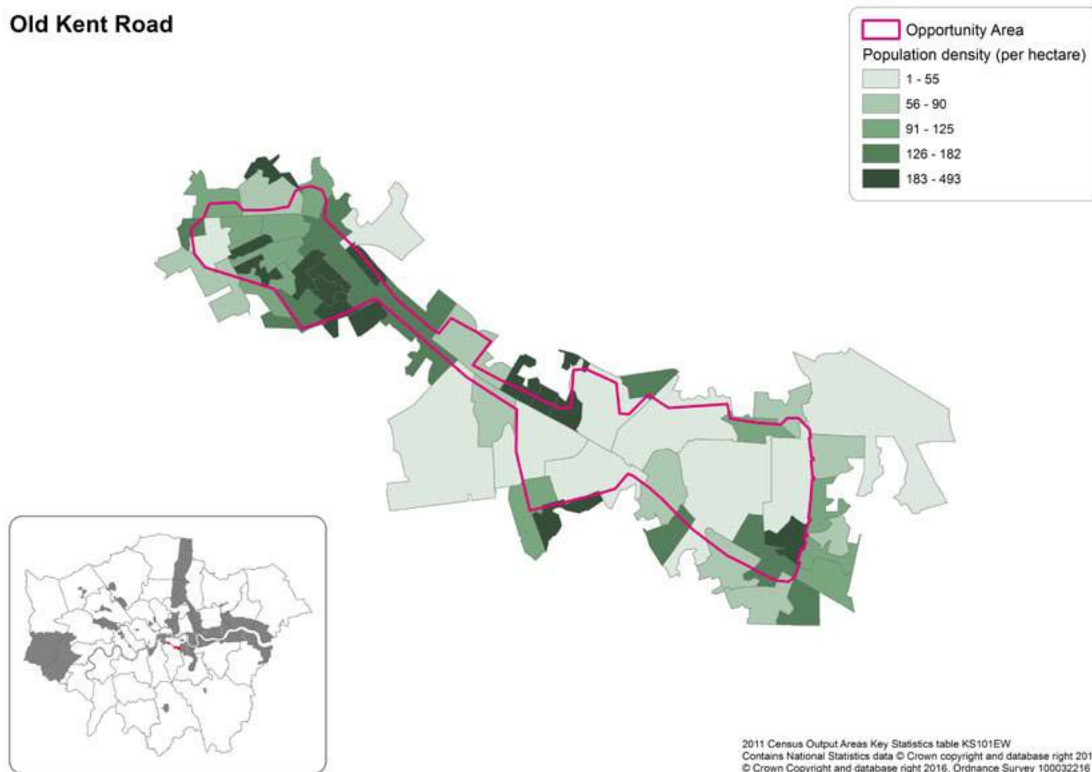 Old Kent Road
Opportunity Area
Population density (per hectare)
1 - 55
56 - 90
91 - 125
126 - 182
183 - 493
2011 Census Output Areas Key Statistics table KS101EW
Contains National Statistics data © Crown copyright and database right 201
© Crown Copyright and database right 2016. Ordnance Survey 100032216